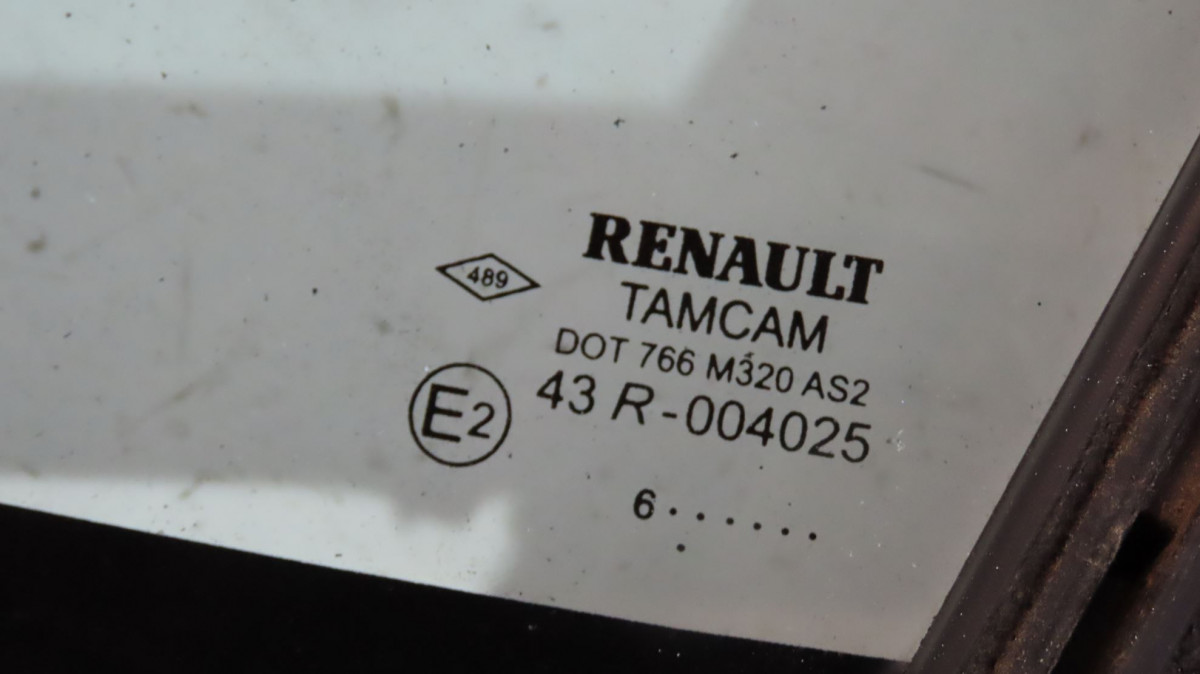 RENAULT
489
TAMCAM
DOT 766 M320 AS2
E2
43 R-004025
6......
.